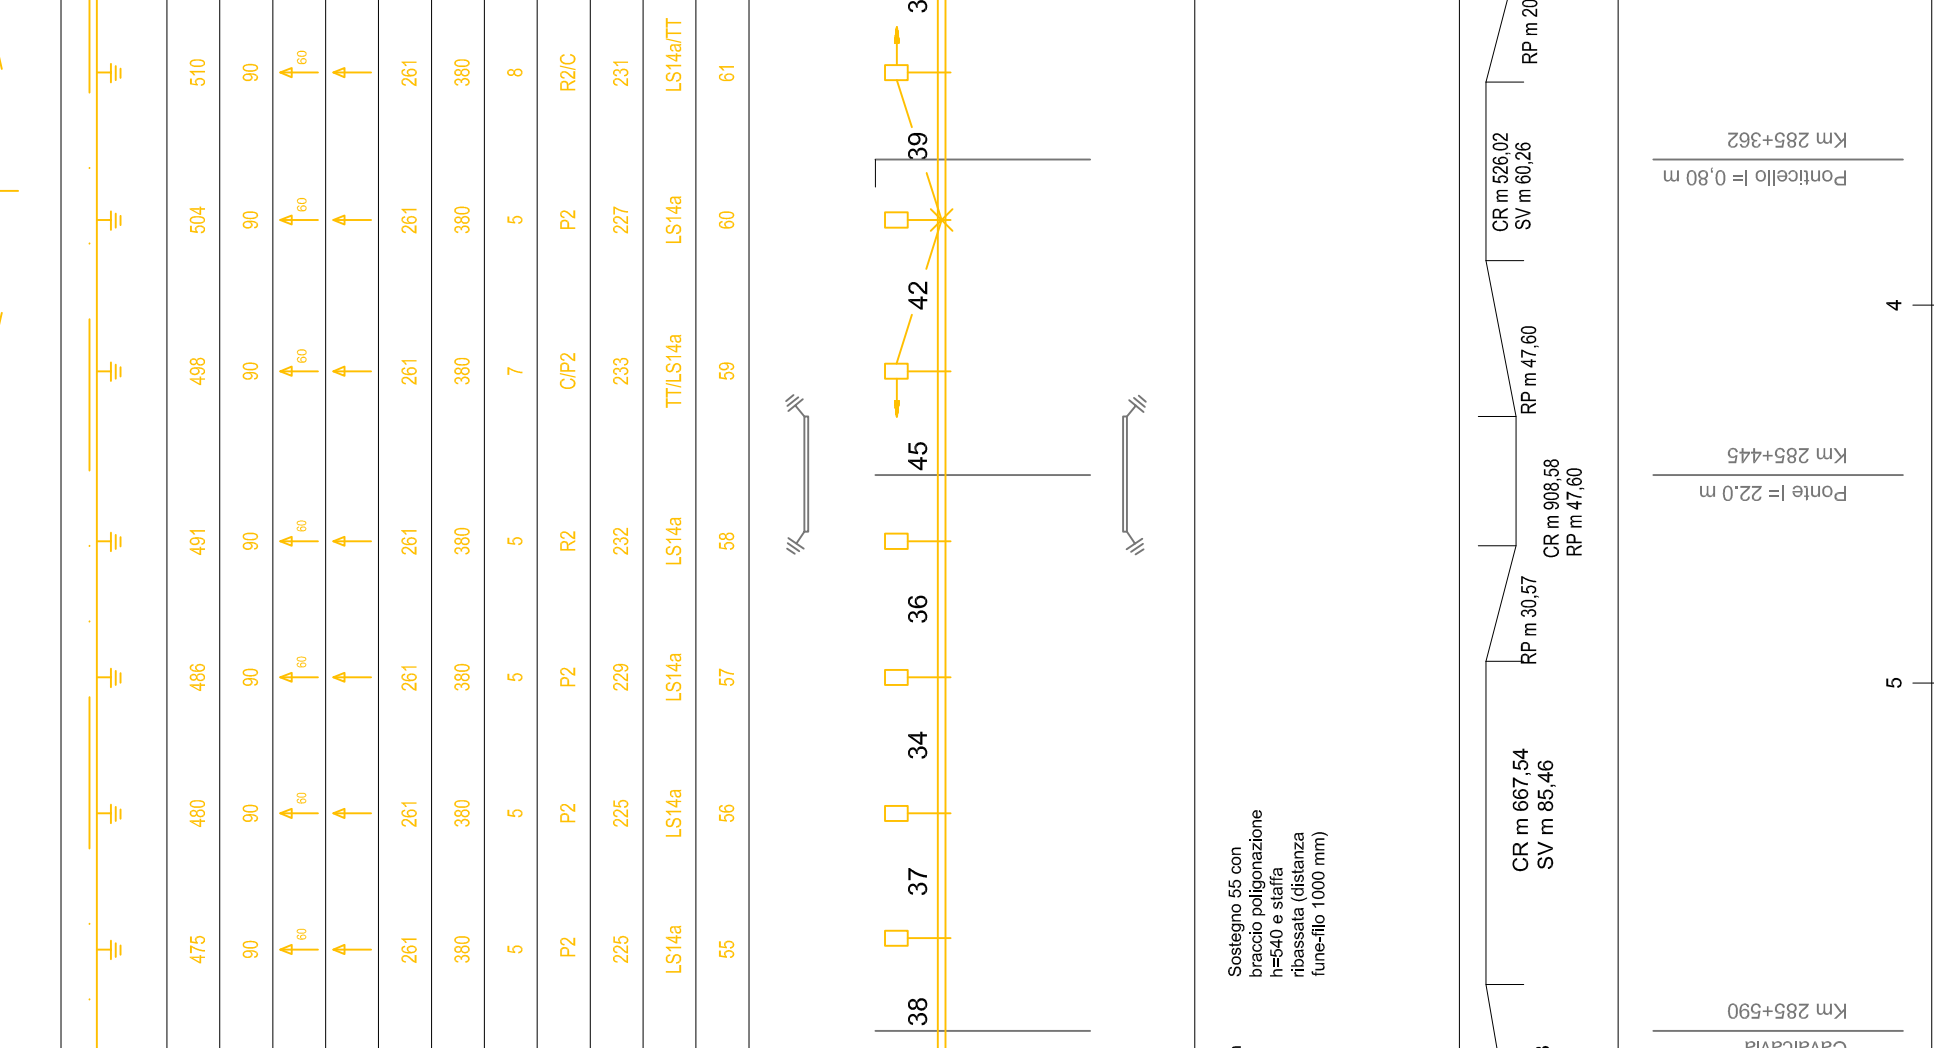 510 90 60 261 380 8 R2/C 231 LS14a/TT 61
504 90 60 261 380 5 P2 227 LS14a 60
498 90 60 261 380 7 C/P2 233 TT/LS14a 59
491 90 60 261 380 5 R2 232 LS14a 58
486 90 60 261 380 5 P2 229 LS14a 57
480 90 60 261 380 5 P2 225 LS14a 56
475 90 60 261 380 5 P2 225 LS14a 55
39
42
45
36
34
37
38
Sostegno 55 con
braccio poligonazione
h=540 e staffa
ribassata (distanza
fune-filo 1000 mm)
RP m 20
CR m 526,02
SV m 60,26
RP m 47,60
CR m 908,58
RP m 47,60
RP m 30,57
CR m 667,54
SV m 85,46
Km 285+362
Ponticello l= 0,80 m
Km 285+445
Ponte l= 22.0 m
Km 285+590
Cavalcavia
4
5